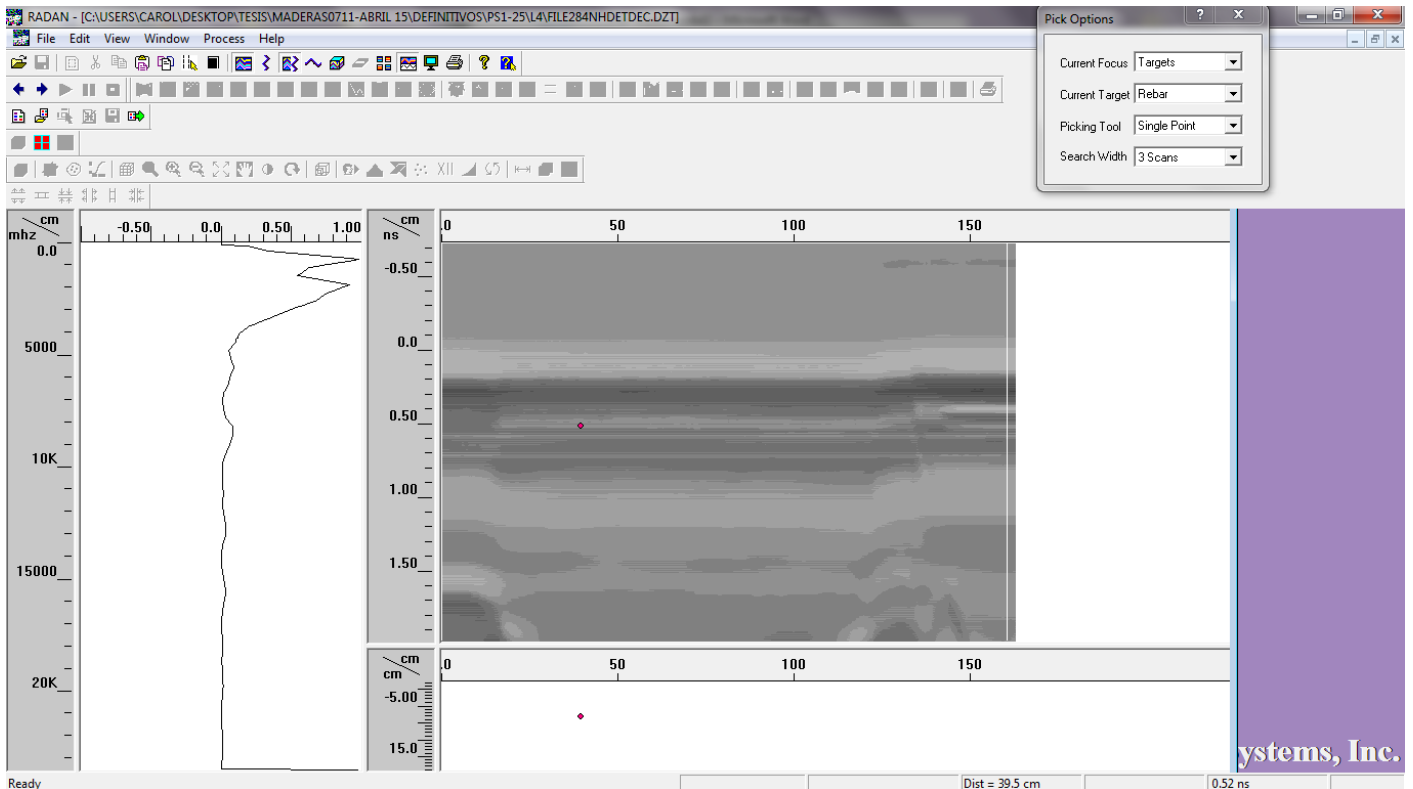 RADAN - [C:\USERS\CAROL\DESKTOP\TESIS\MADERAS0711-ABRIL 15\DEFINITIVOS\PS1-25\L4\FILE284NHDETDEC.DZT]
File Edit View Window Process Help
Pick Options
Current Focus Targets
Current Target Rebar
Picking Tool Single Point
Search Width 3 Scans
XII
cm
mhz
-0.50 0.0 0.50 1.00
0.0
5000
10K
15000
20K
cm
ns
.0 50 100 150
-0.50
0.0
0.50
1.00
1.50
cm
cm
.0 50 100 150
-5.00
15.0
ystems, Inc.
Ready Dist = 39.5 cm 0.52 ns